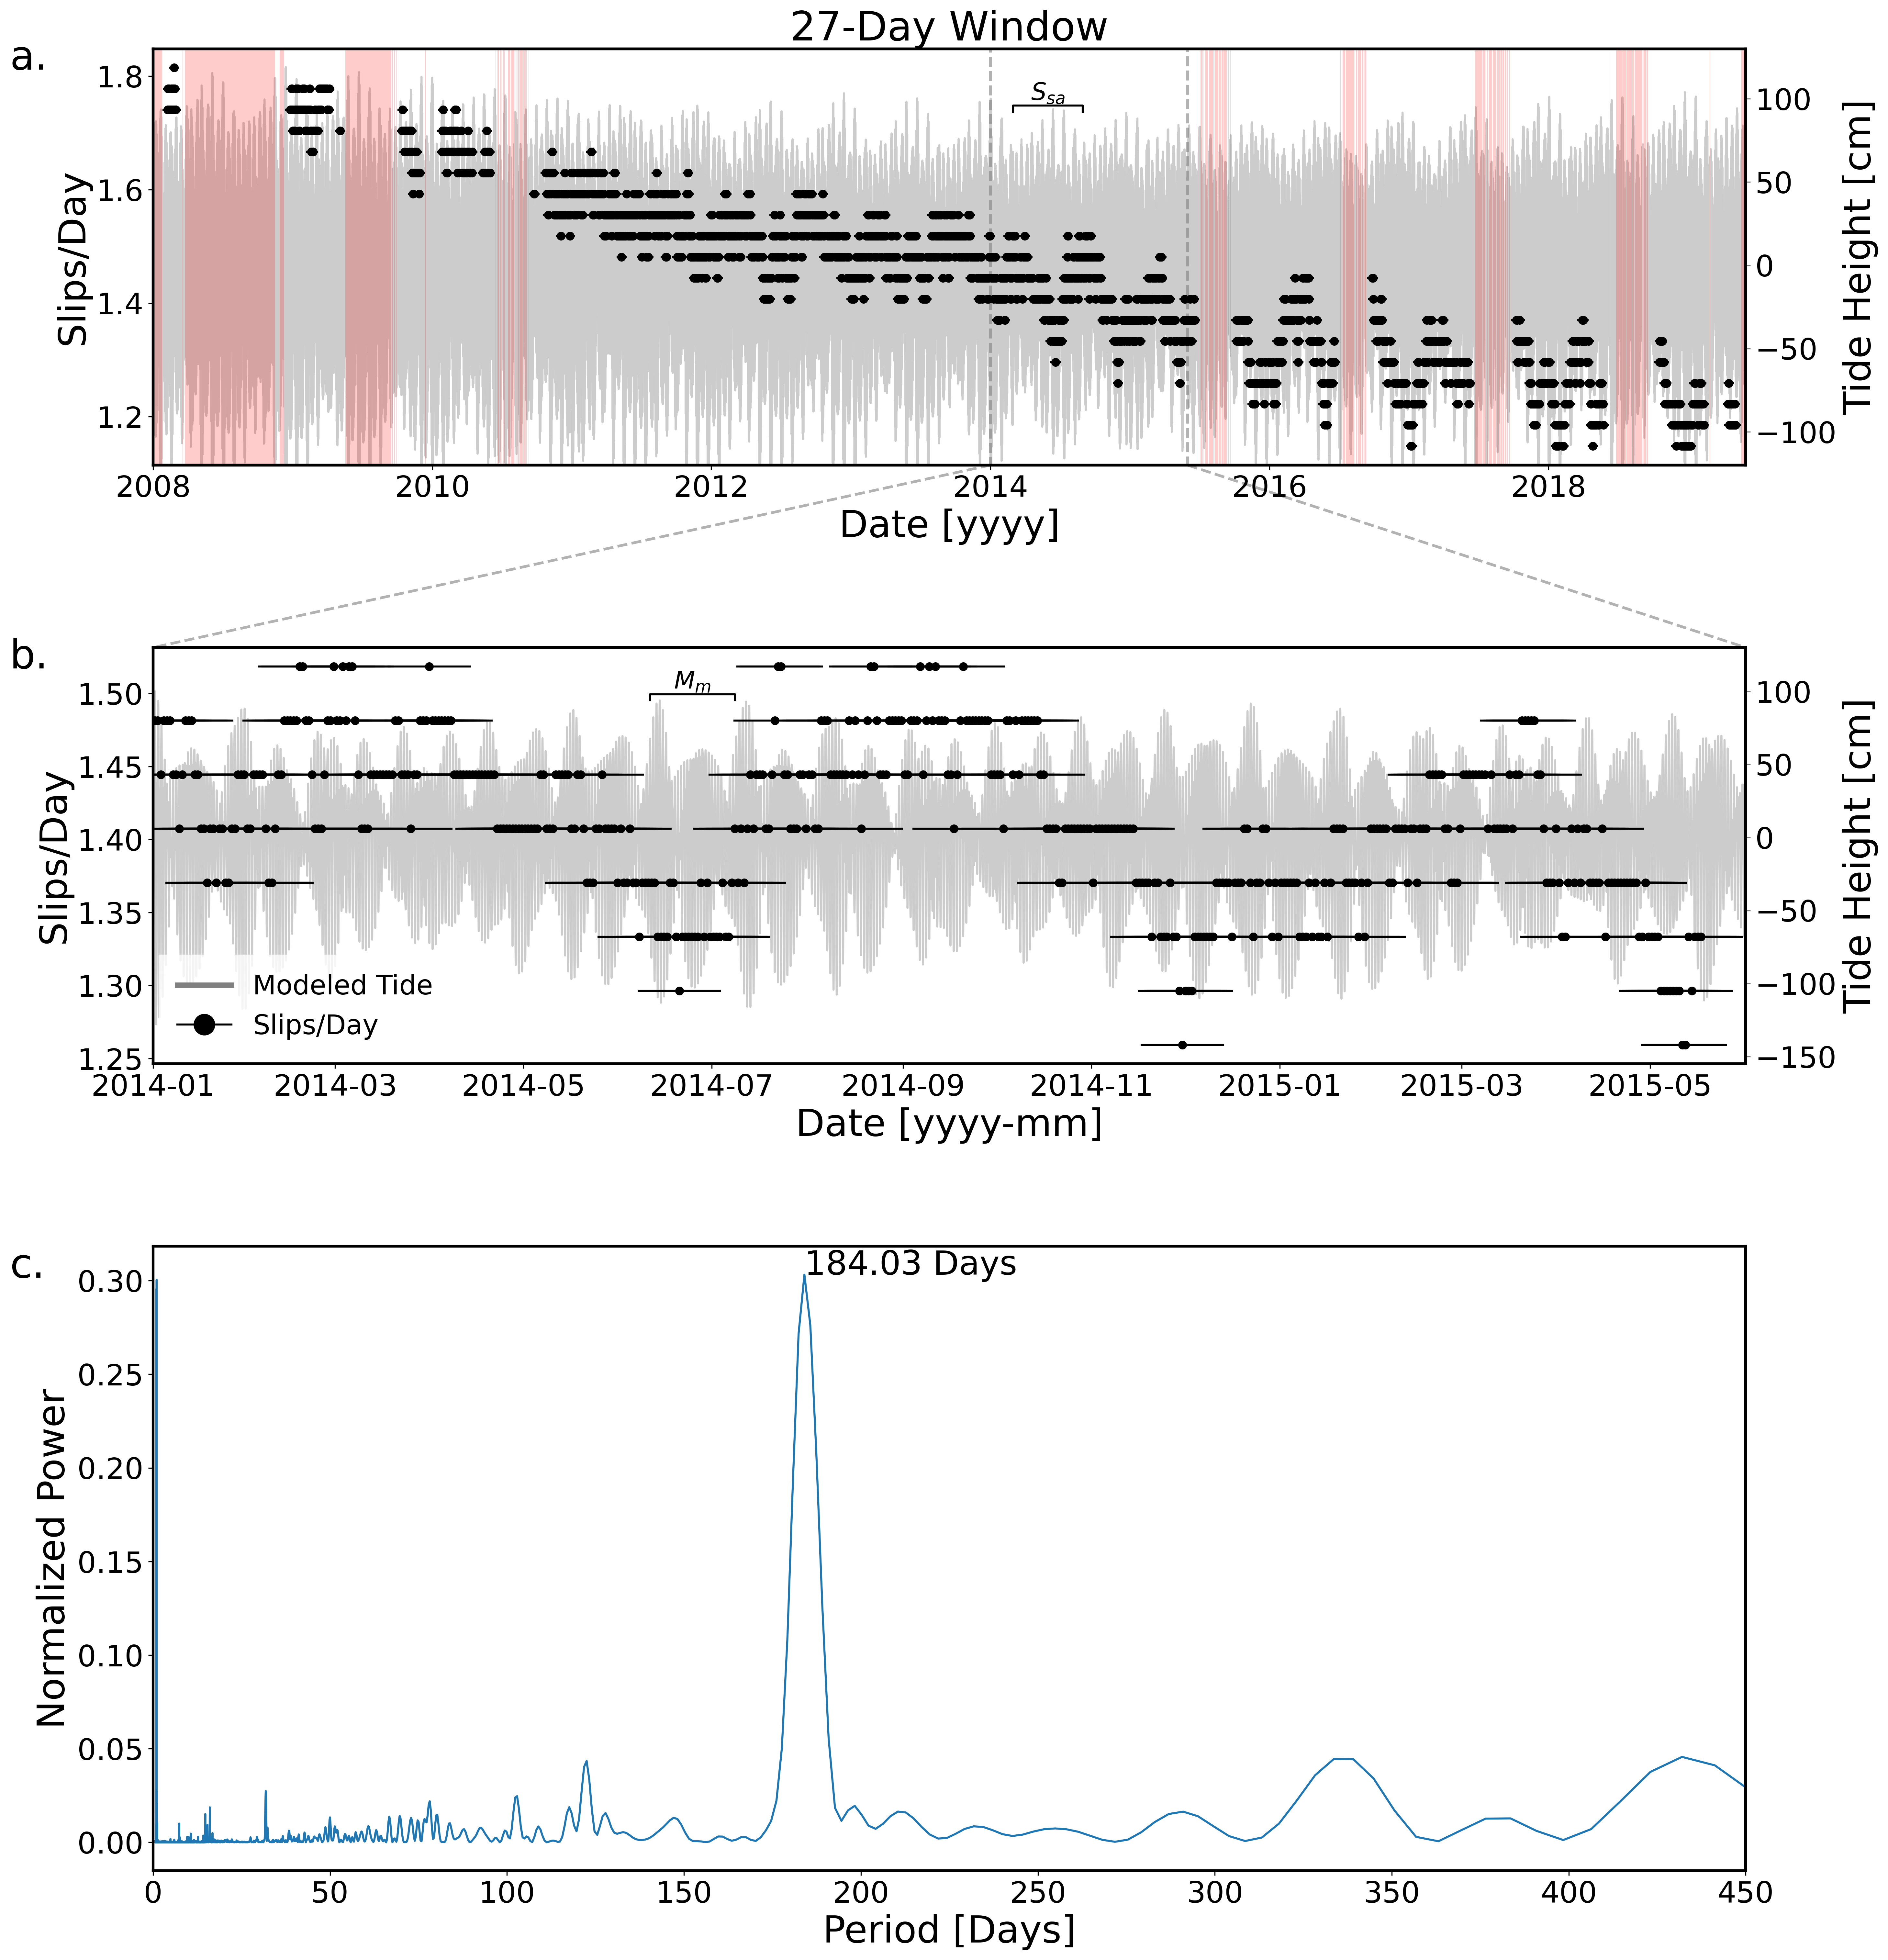 27-Day Window
a.
S_sa
1.8
1.6
1.4
1.2
Slips/Day
100
50
0
−50
−100
Tide Height [cm]
2008 2010 2012 2014 2016 2018
Date [yyyy]
b.
M_m
1.50
1.45
1.40
1.35
1.30
1.25
Slips/Day
100
50
0
−50
−100
−150
Tide Height [cm]
Modeled Tide
Slips/Day
2014-01 2014-03 2014-05 2014-07 2014-09 2014-11 2015-01 2015-03 2015-05
Date [yyyy-mm]
c.
184.03 Days
0.30
0.25
0.20
0.15
0.10
0.05
0.00
Normalized Power
0 50 100 150 200 250 300 350 400 450
Period [Days]